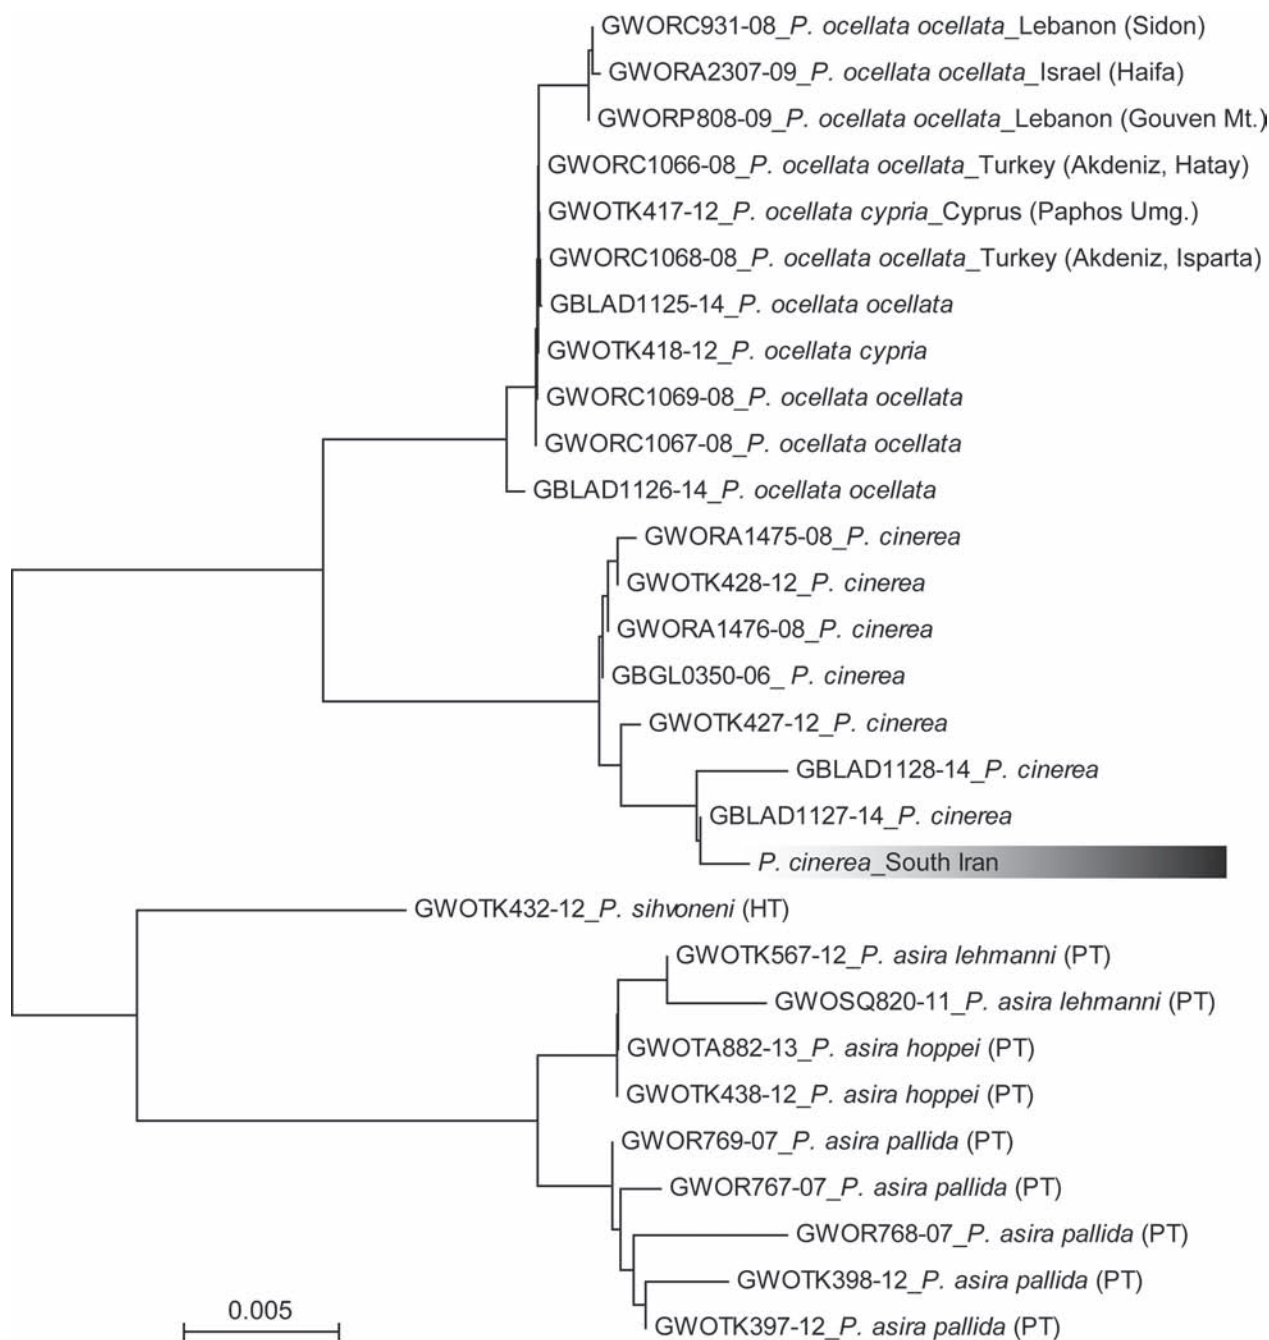 GWORC931-08_P. ocellata ocellata_Lebanon (Sidon)
GWORA2307-09_P. ocellata ocellata_Israel (Haifa)
GWORP808-09_P. ocellata ocellata_Lebanon (Gouven Mt.)
GWORC1066-08_P. ocellata ocellata_Turkey (Akdeniz, Hatay)
GWOTK417-12_P. ocellata cypria_Cyprus (Paphos Umg.)
GWORC1068-08_P. ocellata ocellata_Turkey (Akdeniz, Isparta)
GBLAD1125-14_P. ocellata ocellata
GWOTK418-12_P. ocellata cypria
GWORC1069-08_P. ocellata ocellata
GWORC1067-08_P. ocellata ocellata
GBLAD1126-14_P. ocellata ocellata
GWORA1475-08_P. cinerea
GWOTK428-12_P. cinerea
GWORA1476-08_P. cinerea
GBGL0350-06_ P. cinerea
GWOTK427-12_P. cinerea
GBLAD1128-14_P. cinerea
GBLAD1127-14_P. cinerea
P. cinerea_South Iran
GWOTK432-12_P. sihvoneni (HT)
GWOTK567-12_P. asira lehmanni (PT)
GWOSQ820-11_P. asira lehmanni (PT)
GWOTA882-13_P. asira hoppei (PT)
GWOTK438-12_P. asira hoppei (PT)
GWOR769-07_P. asira pallida (PT)
GWOR767-07_P. asira pallida (PT)
GWOR768-07_P. asira pallida (PT)
GWOTK398-12_P. asira pallida (PT)
GWOTK397-12_P. asira pallida (PT)
0.005